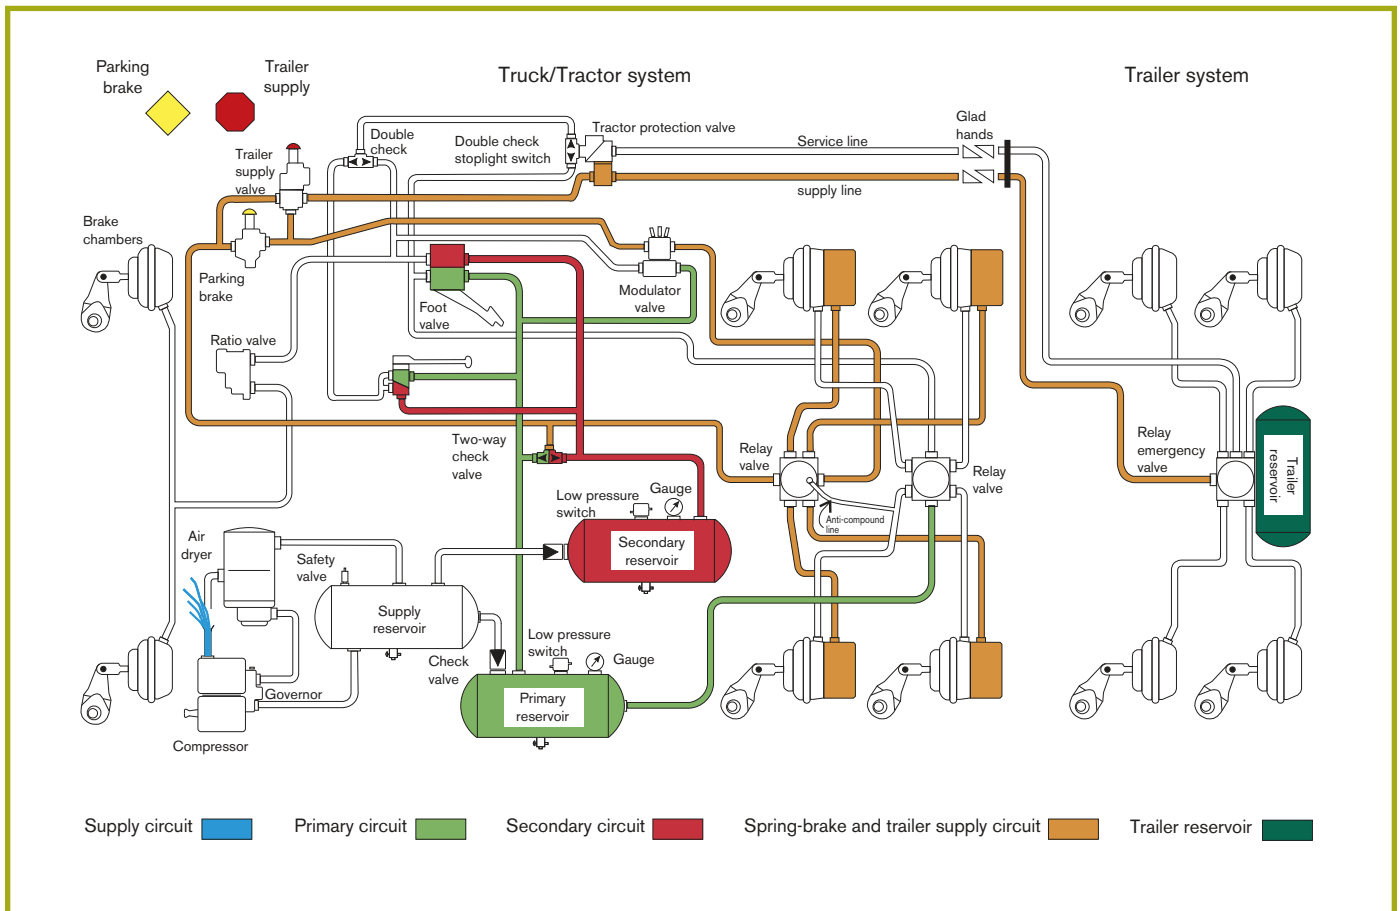 Parking
brake
Trailer
supply
Truck/Tractor system
Trailer system
Double
check
Double check
stoplight switch
Tractor protection valve
Service line
Glad
hands
supply line
Trailer
supply
valve
Brake
chambers
Parking
brake
Foot
valve
Modulator
valve
Ratio valve
Two-way
check
valve
Relay
valve
Relay
valve
Relay
emergency
valve
Trailer
reservoir
Low pressure
switch
Gauge
Anti-compound
line
Air
dryer
Safety
valve
Secondary
reservoir
Supply
reservoir
Low pressure
switch
Gauge
Check
valve
Primary
reservoir
Governor
Compressor
Supply circuit
Primary circuit
Secondary circuit
Spring-brake and trailer supply circuit
Trailer reservoir